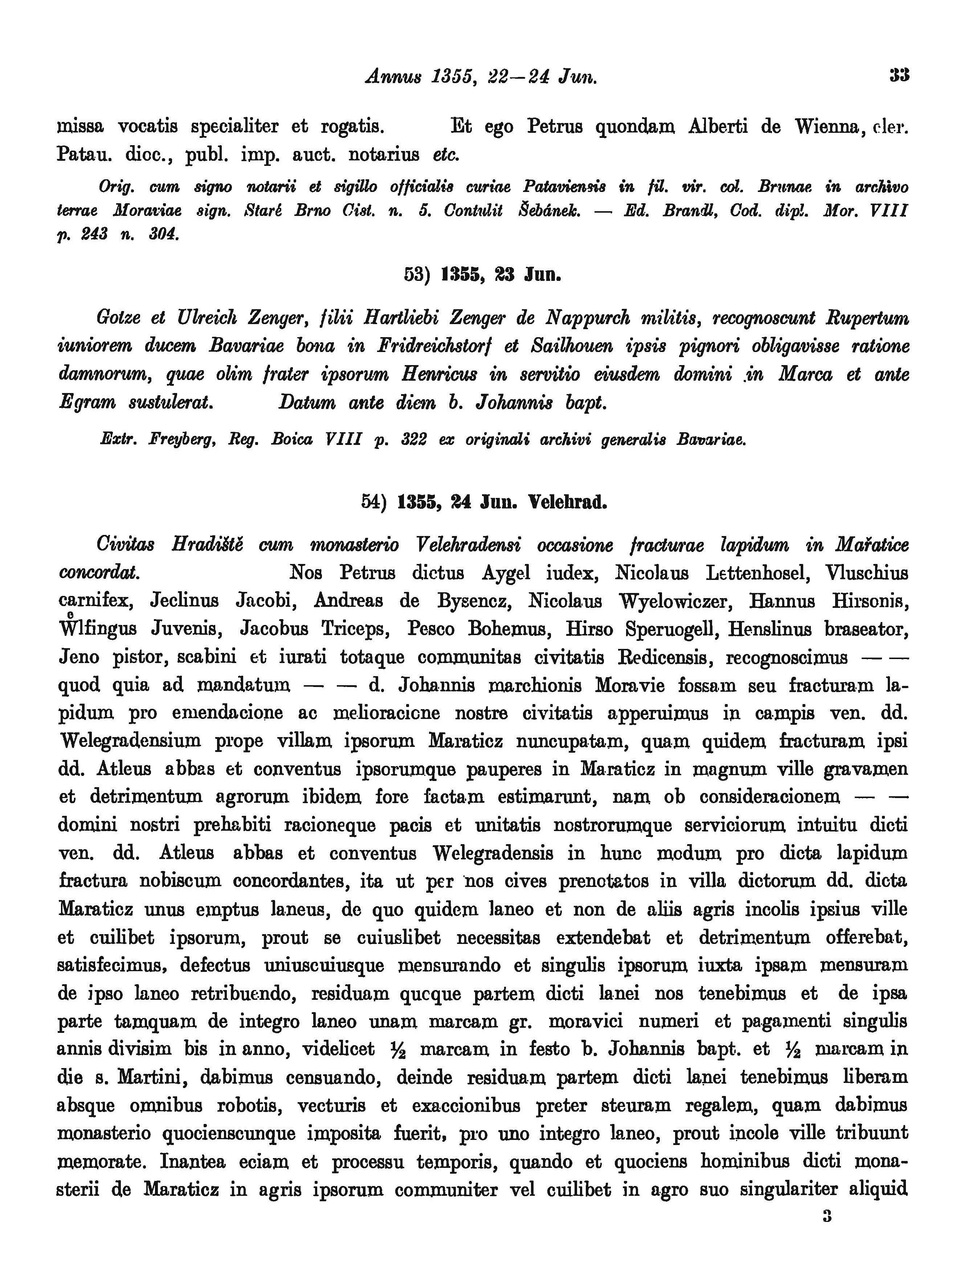 Annus 1355, 22—24 Jun. 33
missa vocatis specialiter et rogatis. Et ego Petrus quondam Alberti de Wienna, cler.
Patau. dioc., publ. imp. auct. notarius etc.
Orig. cum signo notarii et sigillo officialis curiae Pataviensis in fil. vir. col. Brunae in archivo
terrae Moraviae sign. Staré Brno Cist. n. 5. Contulit Šebánek. — Ed. Brandl, Cod. dipl. Mor. VIII
p. 243 n. 304.
53) 1355, 23 Jun.
Gotze et Ulreich Zenger, filii Hartliebi Zenger de Nappurch militis, recognoscunt Rupertum
iuniorem ducem Bavariae bona in Fridreichstorf et Sailhouen ipsis pignori obligavisse ratione
damnorum, quae olim frater ipsorum Henricus in servitio eiusdem domini in Marca et ante
Egram sustulerat. Datum ante diem b. Johannis bapt.
Extr. Freyberg, Reg. Boica VIII p. 322 ex originali archivi generalis Bavariae.
54) 1355, 24 Jun. Velehrad.
Civitas Hradiště cum monasterio Velehradensi occasione fracturae lapidum in Mařatice
concordat. Nos Petrus dictus Aygel iudex, Nicolaus Lettenhosel, Vluschius
carnifex, Jeclinus Jacobi, Andreas de Bysencz, Nicolaus Wyelowiczer, Hannus Hirsonis,
W̊lfingus Juvenis, Jacobus Triceps, Pesco Bohemus, Hirso Speruogell, Henslinus braseator,
Jeno pistor, scabini et iurati totaque communitas civitatis Redicensis, recognoscimus — —
quod quia ad mandatum — — d. Johannis marchionis Moravie fossam seu fracturam la-
pidum pro emendacione ac melioracione nostre civitatis apperuimus in campis ven. dd.
Welegradensium prope villam ipsorum Maraticz nuncupatam, quam quidem fracturam ipsi
dd. Atleus abbas et conventus ipsorumque pauperes in Maraticz in magnum ville gravamen
et detrimentum agrorum ibidem fore factam estimarunt, nam ob consideracionem — —
domini nostri prehabiti racioneque pacis et unitatis nostrorumque serviciorum intuitu dicti
ven. dd. Atleus abbas et conventus Welegradensis in hunc modum pro dicta lapidum
fractura nobiscum concordantes, ita ut per nos cives prenotatos in villa dictorum dd. dicta
Maraticz unus emptus laneus, de quo quidem laneo et non de aliis agris incolis ipsius ville
et cuilibet ipsorum, prout se cuiuslibet necessitas extendebat et detrimentum offerebat,
satisfecimus, defectus uniuscuiusque mensurando et singulis ipsorum iuxta ipsam mensuram
de ipso laneo retribuendo, residuam quoque partem dicti lanei nos tenebimus et de ipsa
parte tamquam de integro laneo unam marcam gr. moravici numeri et pagamenti singulis
annis divisim bis in anno, videlicet ½ marcam in festo b. Johannis bapt. et ½ marcam in
die s. Martini, dabimus censuando, deinde residuam partem dicti lanei tenebimus liberam
absque omnibus robotis, vecturis et exaccionibus preter steuram regalem, quam dabimus
monasterio quocienscunque imposita fuerit, pro uno integro laneo, prout incole ville tribuunt
memorate. Inantea eciam et processu temporis, quando et quociens hominibus dicti mona-
sterii de Maraticz in agris ipsorum communiter vel cuilibet in agro suo singulariter aliquid
3